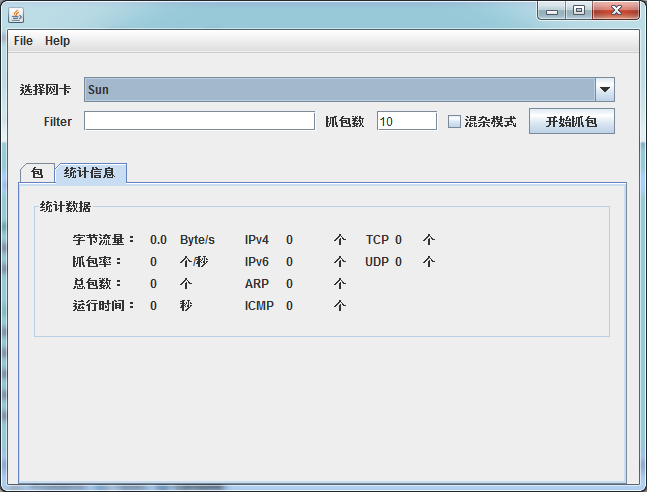 File Help
选择网卡 Sun
Filter 抓包数 10 混杂模式 开始抓包
包 统计信息
统计数据
字节流量： 0.0 Byte/s IPv4 0 个 TCP 0 个
抓包率： 0 个/秒 IPv6 0 个 UDP 0 个
总包数： 0 个 ARP 0 个
运行时间： 0 秒 ICMP 0 个